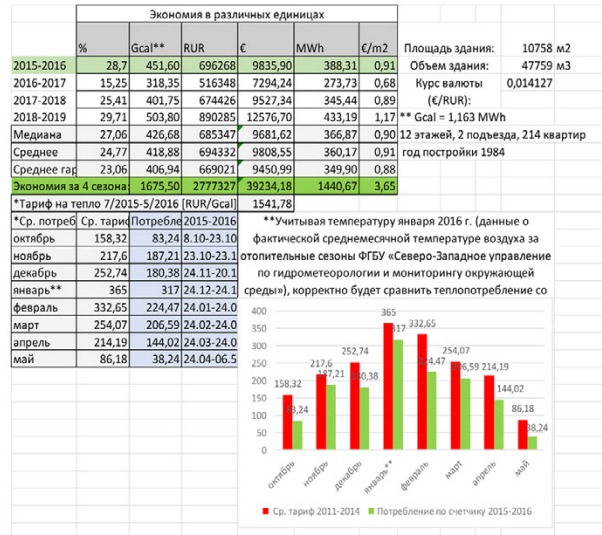 Экономия в различных единицах
% Gcal** RUR € MWh €/m2
2015-2016 28,7 451,60 696268 9835,90 388,31 0,91
2016-2017 15,25 318,35 516348 7294,24 273,73 0,68
2017-2018 25,41 401,75 674426 9527,34 345,44 0,89
2018-2019 29,71 503,80 890285 12576,70 433,19 1,17
Медиана 27,06 426,88 685347 9681,62 366,87 0,90
Среднее 24,77 418,88 694332 9808,55 360,17 0,91
Среднее гар 23,06 406,94 669021 9450,99 349,90 0,88
Экономия за 4 сезона: 1675,50 2777327 39234,18 1440,67 3,65
*Тариф на тепло 7/2015-5/2016 [RUR/Gcal] 1541,78
Площадь здания: 10758 м2
Объем здания: 47759 м3
Курс валюты 0,014127
(€/RUR):
** Gcal = 1,163 MWh
12 этажей, 2 подъезда, 214 квартир
год постройки 1984
*Ср. потреб Ср. тариф Потребле 2015-2016
октябрь 158,32 83,24 8.10-23.10
ноябрь 217,6 187,21 23.10-23.1
декабрь 252,74 180,38 24.11-20.1
январь** 365 317 24.12-24.1
февраль 332,65 224,47 24.01-24.0
март 254,07 206,59 24.02-24.0
апрель 214,19 144,02 24.03-24.0
май 86,18 38,24 24.04-06.5
**Учитывая температуру января 2016 г. (данные о
фактической среднемесячной температуре воздуха за
отопительные сезоны ФГБУ «Северо-Западное управление
по гидрометеорологии и мониторингу окружающей
среды»), корректно будет сравнить теплопотребление со
400
350
300
250
200
150
100
50
0
158,32 83,24 217,6 187,21 252,74 180,38 365 317 332,65 224,47 254,07 206,59 214,19 144,02 86,18 38,24
октябрь ноябрь декабрь январь** февраль март апрель май
Ср. тариф 2011-2014 Потребление по счетчику 2015-2016